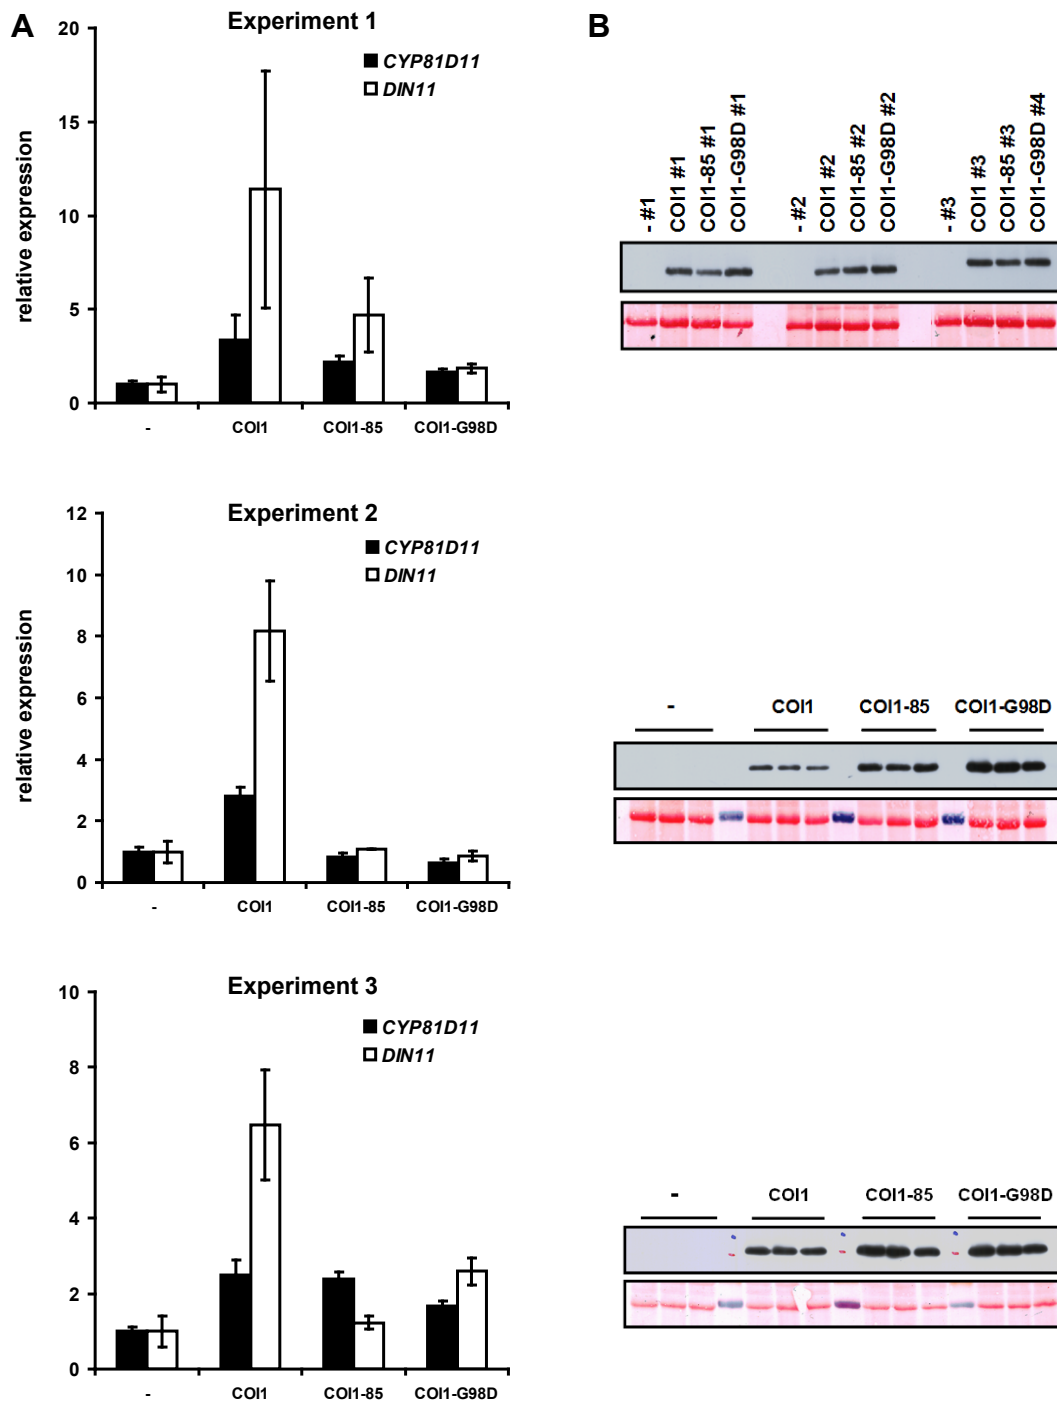 A
Experiment 1
CYP81D11
DIN11
relative expression
20
15
10
5
0
-
COI1
COI1-85
COI1-G98D
Experiment 2
CYP81D11
DIN11
relative expression
12
10
8
6
4
2
0
-
COI1
COI1-85
COI1-G98D
Experiment 3
CYP81D11
DIN11
10
8
6
4
2
0
-
COI1
COI1-85
COI1-G98D
B
- #1
COI1 #1
COI1-85 #1
COI1-G98D #1
- #2
COI1 #2
COI1-85 #2
COI1-G98D #2
- #3
COI1 #3
COI1-85 #3
COI1-G98D #4
-
COI1
COI1-85
COI1-G98D
-
COI1
COI1-85
COI1-G98D